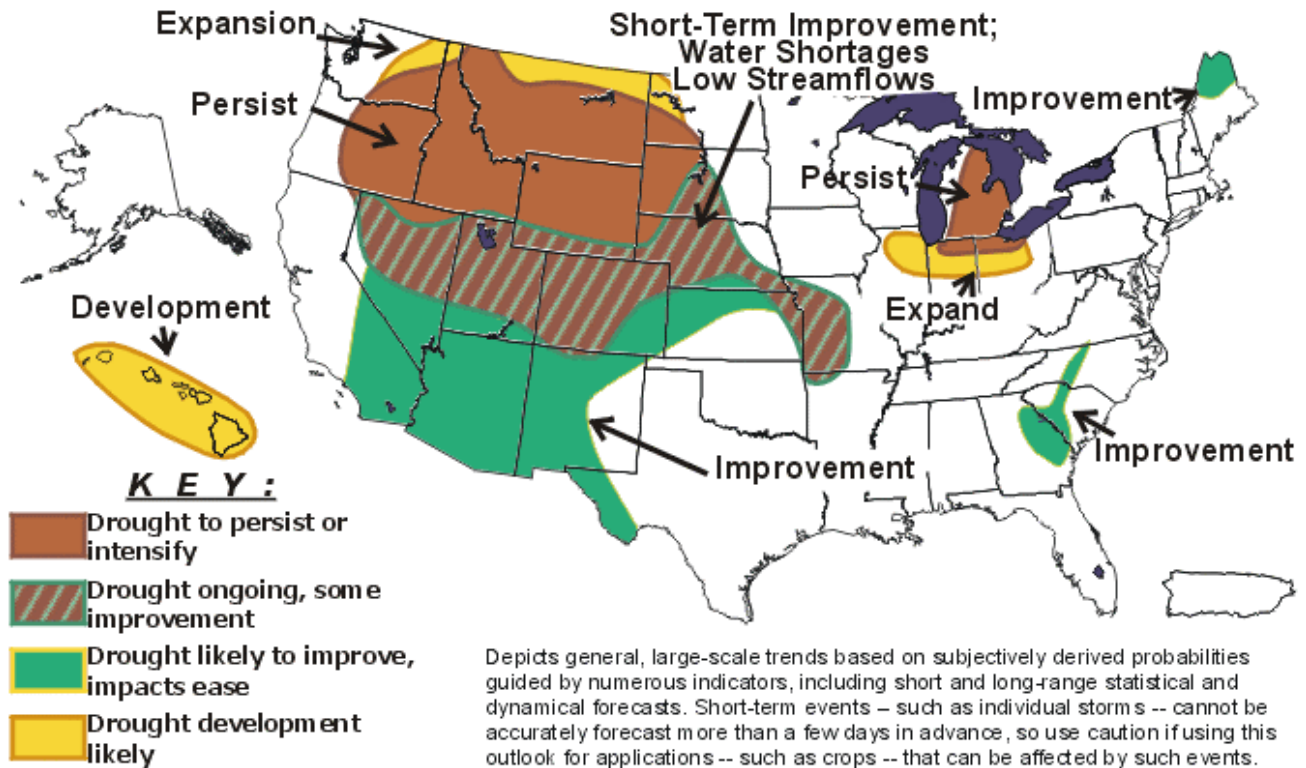 Expansion
Short-Term Improvement;
Water Shortages
Low Streamflows
Persist
Improvement
Persist
Development
Expand
Improvement
Improvement
K E Y :
Drought to persist or
intensify
Drought ongoing, some
improvement
Drought likely to improve,
impacts ease
Drought development
likely
Depicts general, large-scale trends based on subjectively derived probabilities
guided by numerous indicators, including short and long-range statistical and
dynamical forecasts. Short-term events -- such as individual storms -- cannot be
accurately forecast more than a few days in advance, so use caution if using this
outlook for applications -- such as crops -- that can be affected by such events.